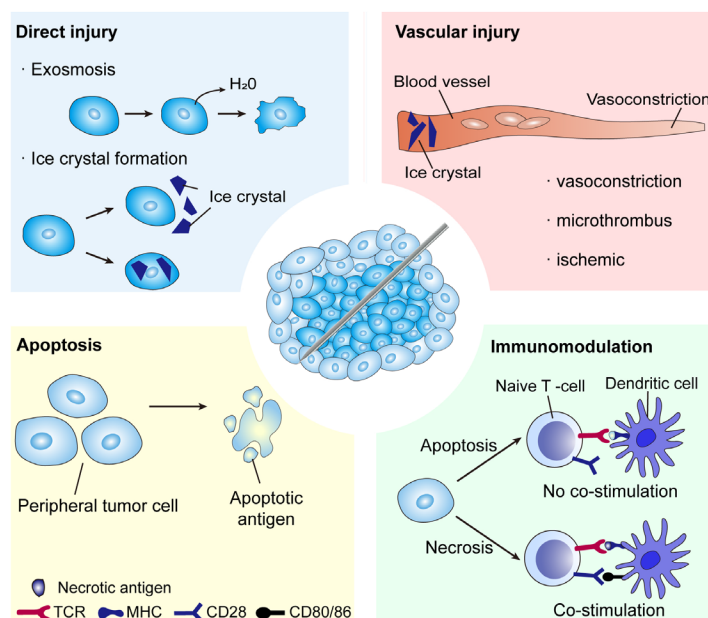 Direct injury
· Exosmosis
H₂0
· Ice crystal formation
Ice crystal
Vascular injury
Blood vessel
Vasoconstriction
Ice crystal
· vasoconstriction
· microthrombus
· ischemic
Apoptosis
Peripheral tumor cell
Apoptotic
antigen
Necrotic antigen
TCR MHC CD28 CD80/86
Immunomodulation
Naive T -cell
Dendritic cell
Apoptosis
No co-stimulation
Necrosis
Co-stimulation